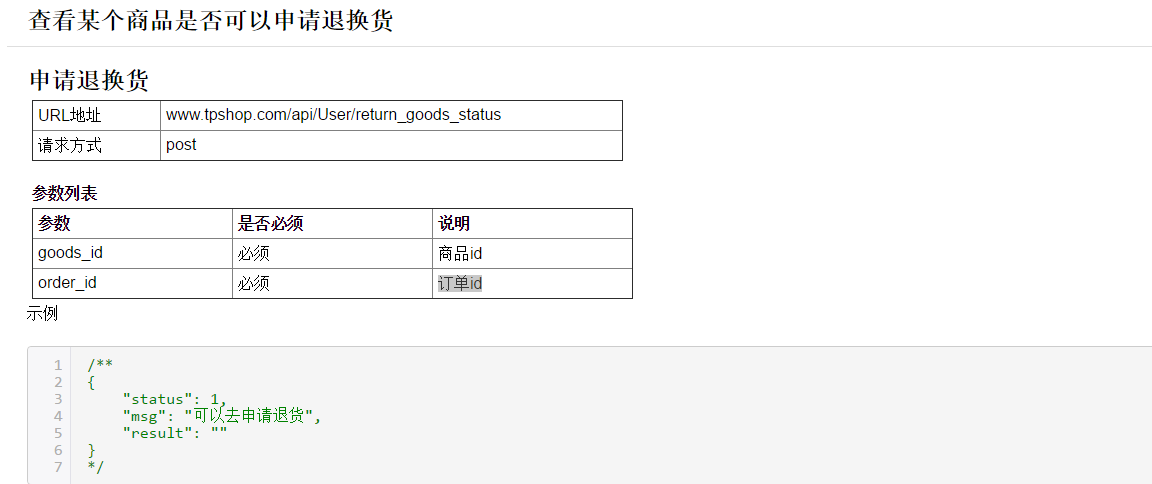 查看某个商品是否可以申请退换货
申请退换货
URL地址 www.tpshop.com/api/User/return_goods_status
请求方式 post
参数列表
参数 是否必须 说明
goods_id 必须 商品id
order_id 必须 订单id
示例
1 /**
2 {
3 "status": 1,
4 "msg": "可以去申请退货",
5 "result": ""
6 }
7 */